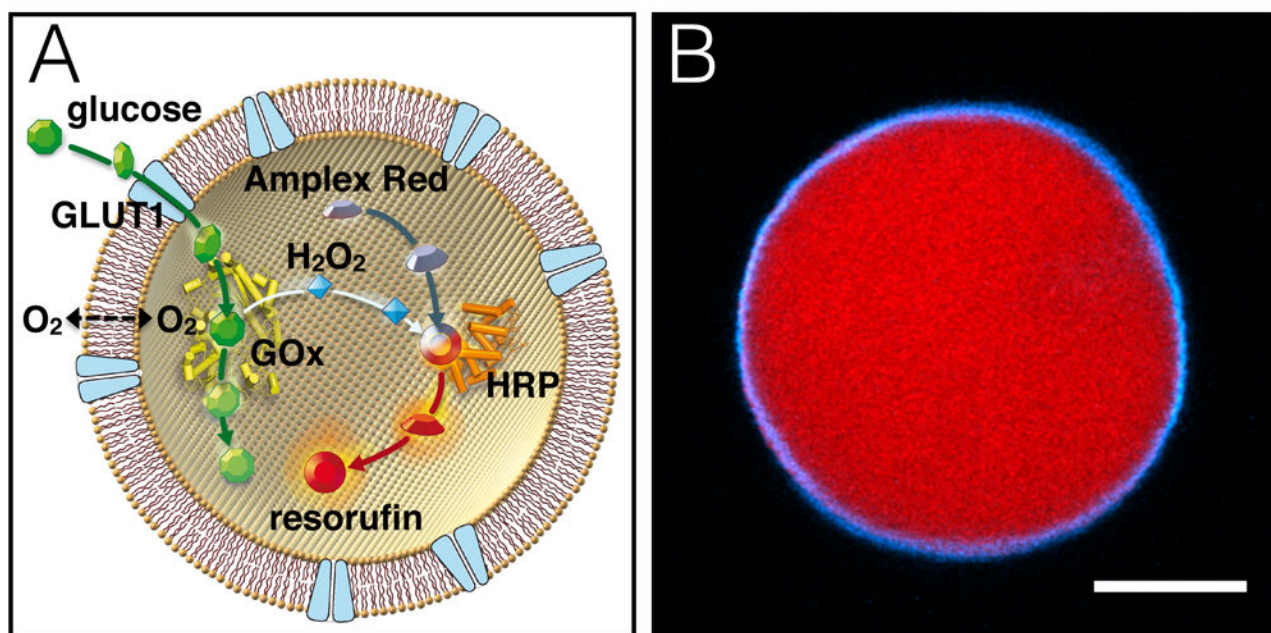 A
glucose
Amplex Red
GLUT1
H₂O₂
O₂ O₂
GOx
HRP
resorufin
B